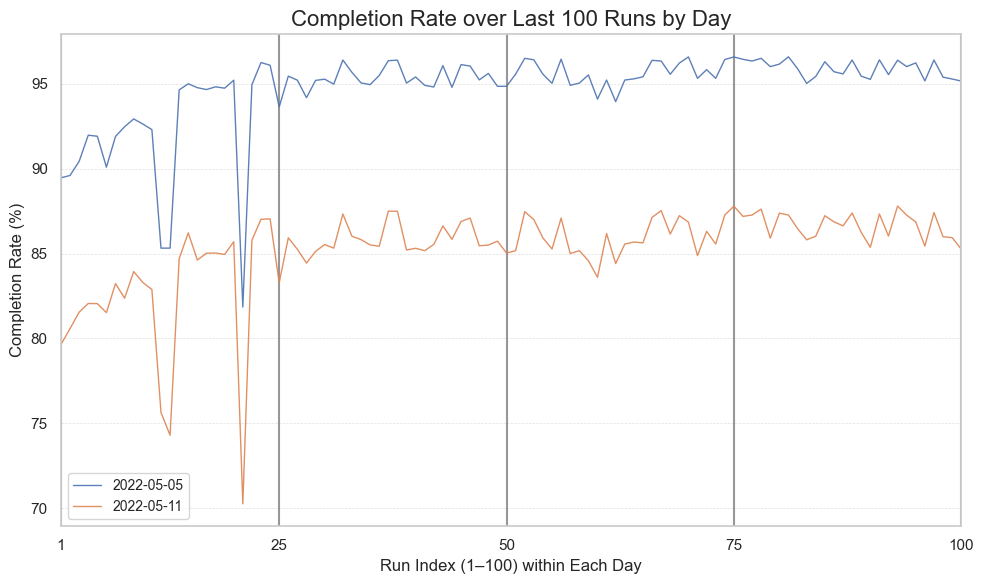 Completion Rate over Last 100 Runs by Day
Completion Rate (%)
95
90
85
80
75
70
2022-05-05
2022-05-11
1 25 50 75 100
Run Index (1–100) within Each Day